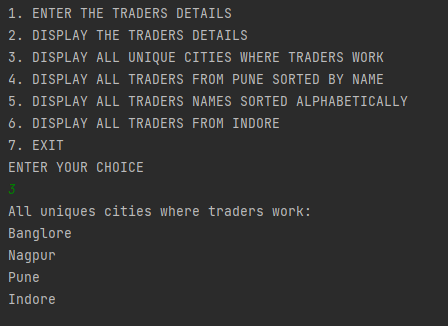 1. ENTER THE TRADERS DETAILS
2. DISPLAY THE TRADERS DETAILS
3. DISPLAY ALL UNIQUE CITIES WHERE TRADERS WORK
4. DISPLAY ALL TRADERS FROM PUNE SORTED BY NAME
5. DISPLAY ALL TRADERS NAMES SORTED ALPHABETICALLY
6. DISPLAY ALL TRADERS FROM INDORE
7. EXIT
ENTER YOUR CHOICE
3
All uniques cities where traders work:
Banglore
Nagpur
Pune
Indore